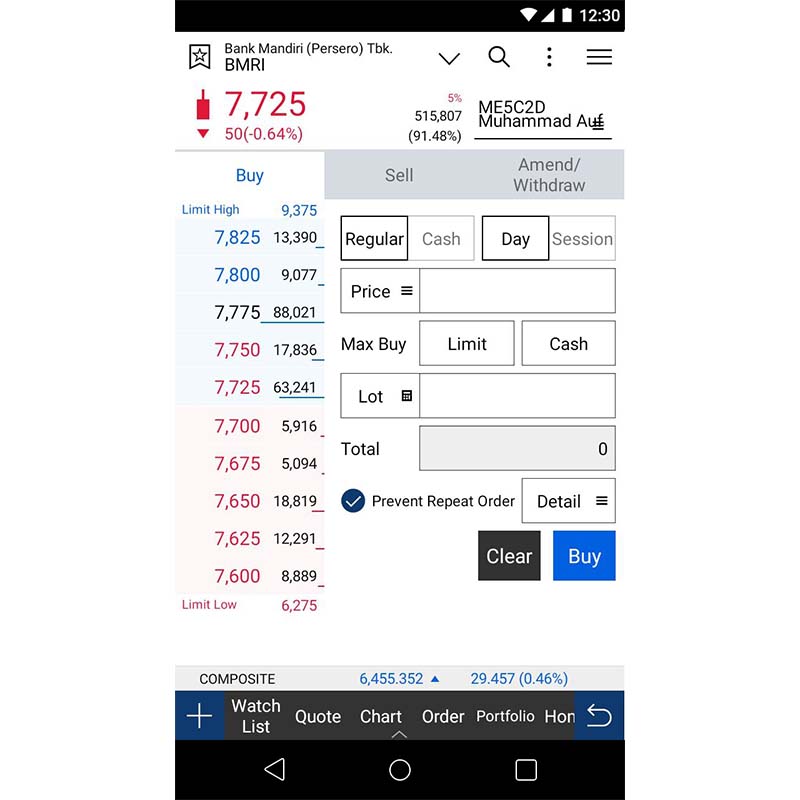 12:30
Bank Mandiri (Persero) Tbk.
BMRI
7,725
50(-0.64%)
5%
515,807
(91.48%)
ME5C2D
Muhammad Auf
Buy
Sell
Amend/
Withdraw
Limit High 9,375
7,825 13,390
7,800 9,077
7,775 88,021
7,750 17,836
7,725 63,241
7,700 5,916
7,675 5,094
7,650 18,819
7,625 12,291
7,600 8,889
Limit Low 6,275
Regular Cash Day Session
Price
Max Buy Limit Cash
Lot
Total 0
Prevent Repeat Order Detail
Clear Buy
COMPOSITE 6,455.352 ▲ 29.457 (0.46%)
Watch
List
Quote Chart Order Portfolio Hom